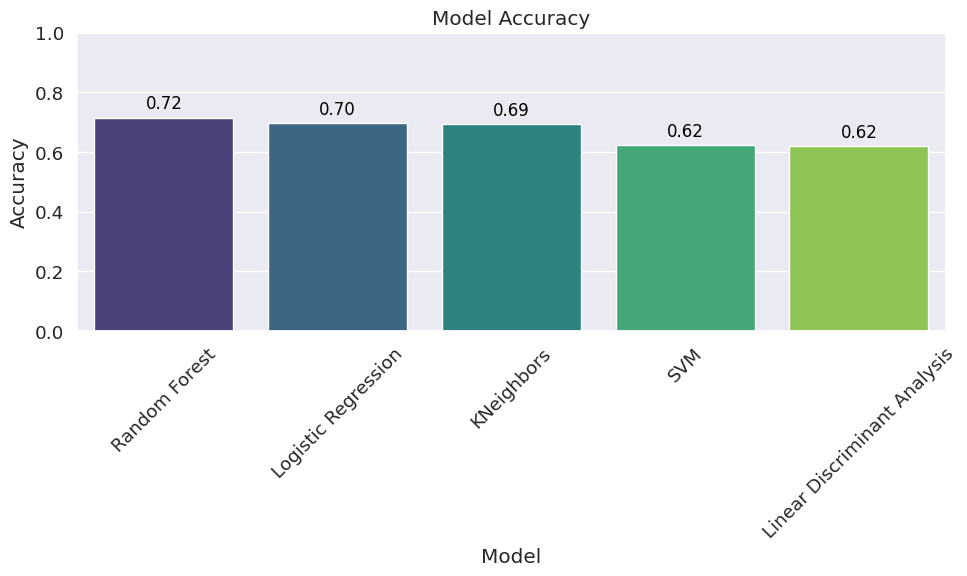 Model Accuracy
Accuracy
1.0
0.8
0.6
0.4
0.2
0.0
0.72
0.70
0.69
0.62
0.62
Random Forest
Logistic Regression
KNeighbors
SVM
Linear Discriminant Analysis
Model